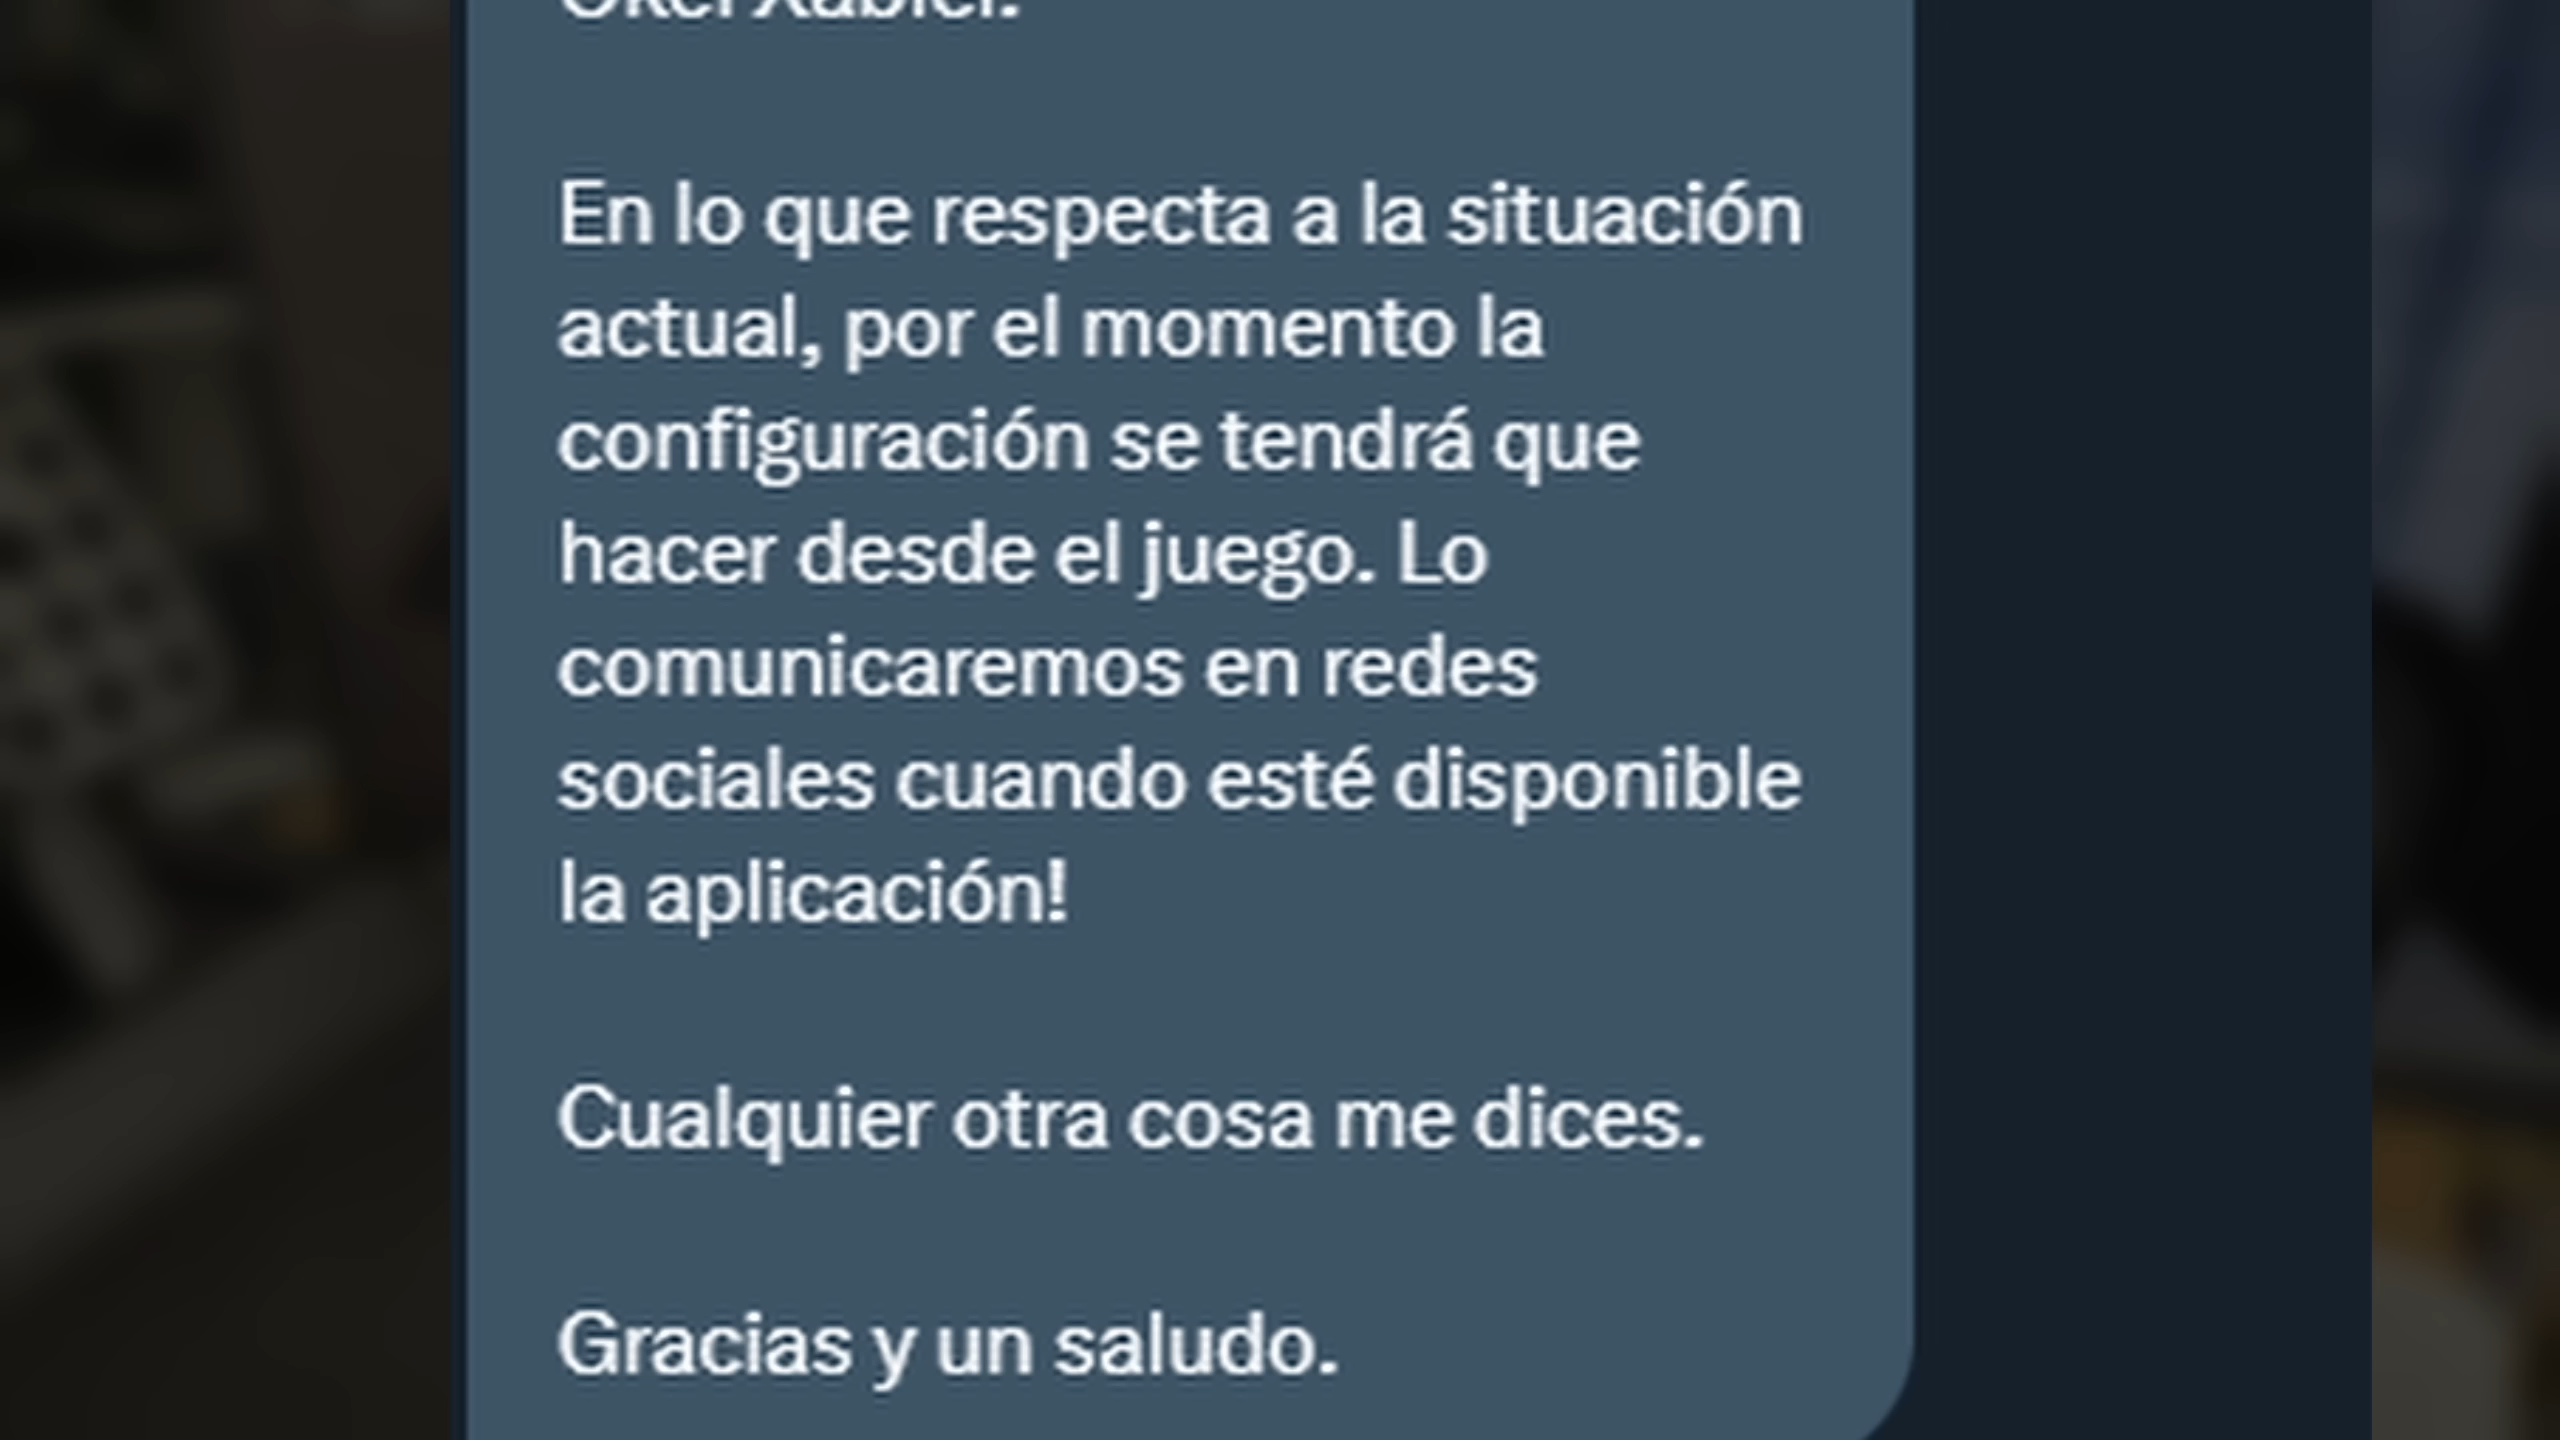 En lo que respecta a la situación
actual, por el momento la
configuración se tendrá que
hacer desde el juego. Lo
comunicaremos en redes
sociales cuando esté disponible
la aplicación!
Cualquier otra cosa me dices.
Gracias y un saludo.